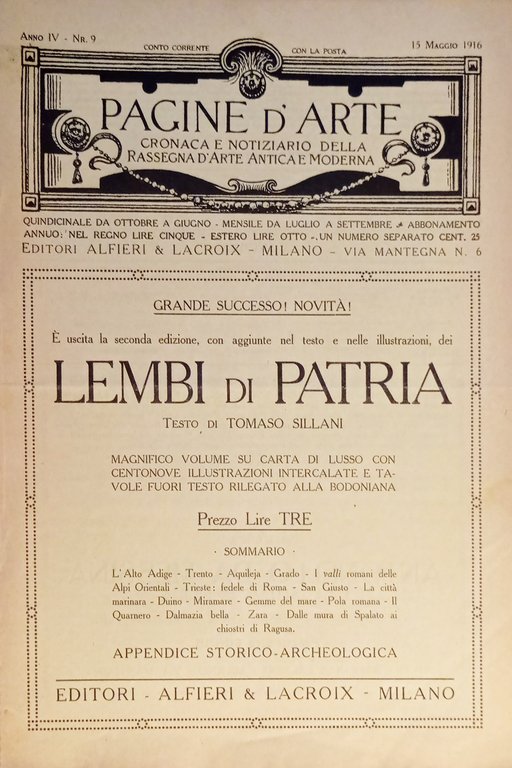 Anno IV - Nr. 9
CONTO CORRENTE
CON LA POSTA
15 Maggio 1916
PAGINE D'ARTE
CRONACA E NOTIZIARIO DELLA
RASSEGNA D'ARTE ANTICA E MODERNA
QUINDICINALE DA OTTOBRE A GIUGNO - MENSILE DA LUGLIO A SETTEMBRE - ABBONAMENTO
ANNUO: NEL REGNO LIRE CINQUE - ESTERO LIRE OTTO - UN NUMERO SEPARATO CENT. 25
EDITORI ALFIERI & LACROIX - MILANO - VIA MANTEGNA N. 6
GRANDE SUCCESSO! NOVITÀ!
È uscita la seconda edizione, con aggiunte nel testo e nelle illustrazioni, dei
LEMBI DI PATRIA
Testo di TOMASO SILLANI
MAGNIFICO VOLUME SU CARTA DI LUSSO CON
CENTONOVE ILLUSTRAZIONI INTERCALATE E TA-
VOLE FUORI TESTO RILEGATO ALLA BODONIANA
Prezzo Lire TRE
· SOMMARIO ·
L'Alto Adige - Trento - Aquileja - Grado - I valli romani delle
Alpi Orientali - Trieste: fedele di Roma - San Giusto - La città
marinara - Duino - Miramare - Gemme del mare - Pola romana - Il
Quarnero - Dalmazia bella - Zara - Dalle mura di Spalato ai
chiostri di Ragusa.
APPENDICE STORICO-ARCHEOLOGICA
EDITORI - ALFIERI & LACROIX - MILANO